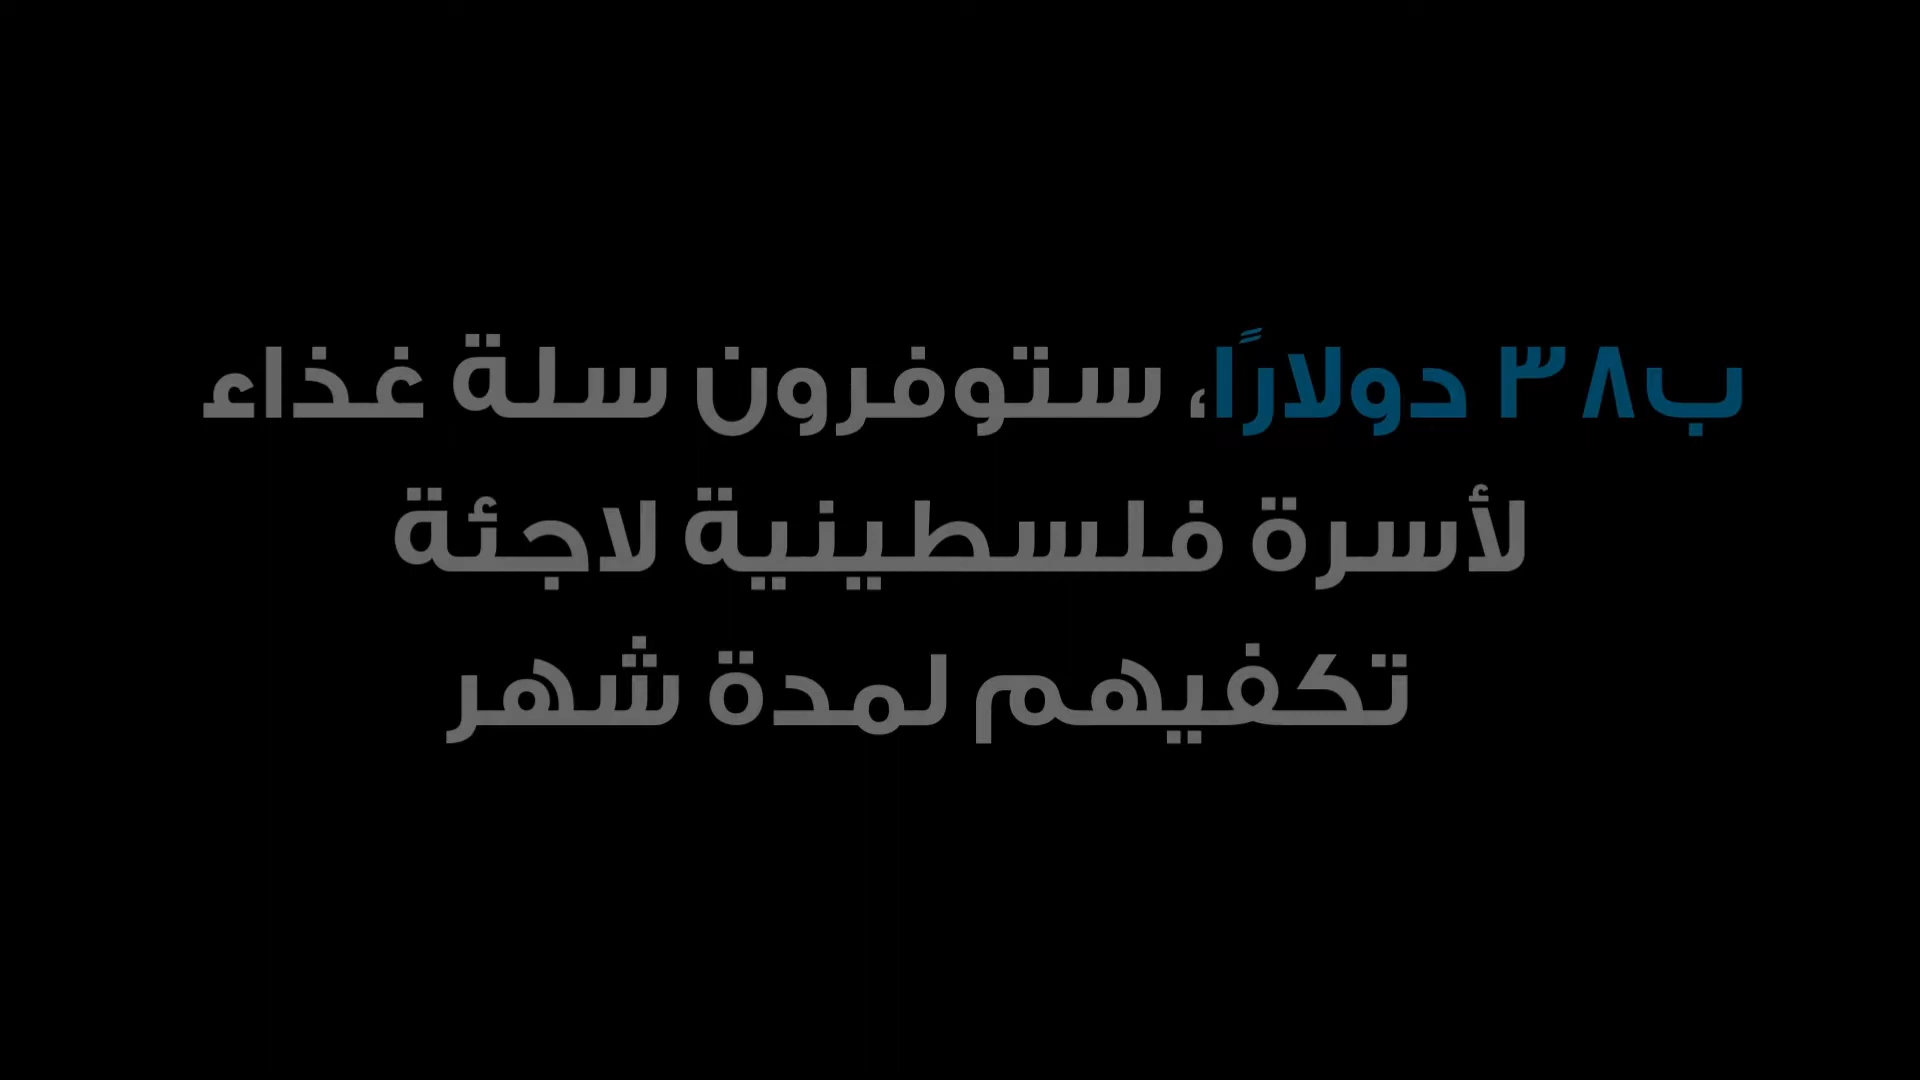 ب٣٨ دولارًا، ستوفرون سلة غذاء
لأسرة فلسطينية لاجئة
تكفيهم لمدة شهر